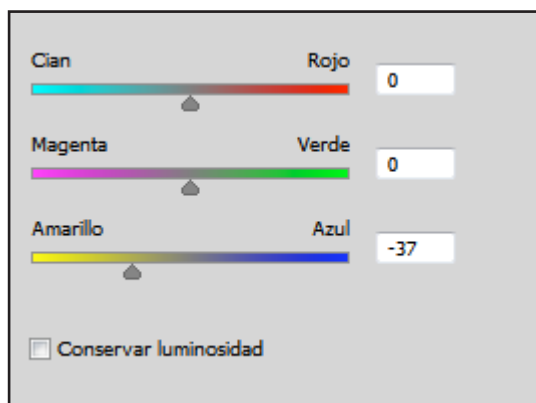 Cian Rojo 0
Magenta Verde 0
Amarillo Azul -37
Conservar luminosidad